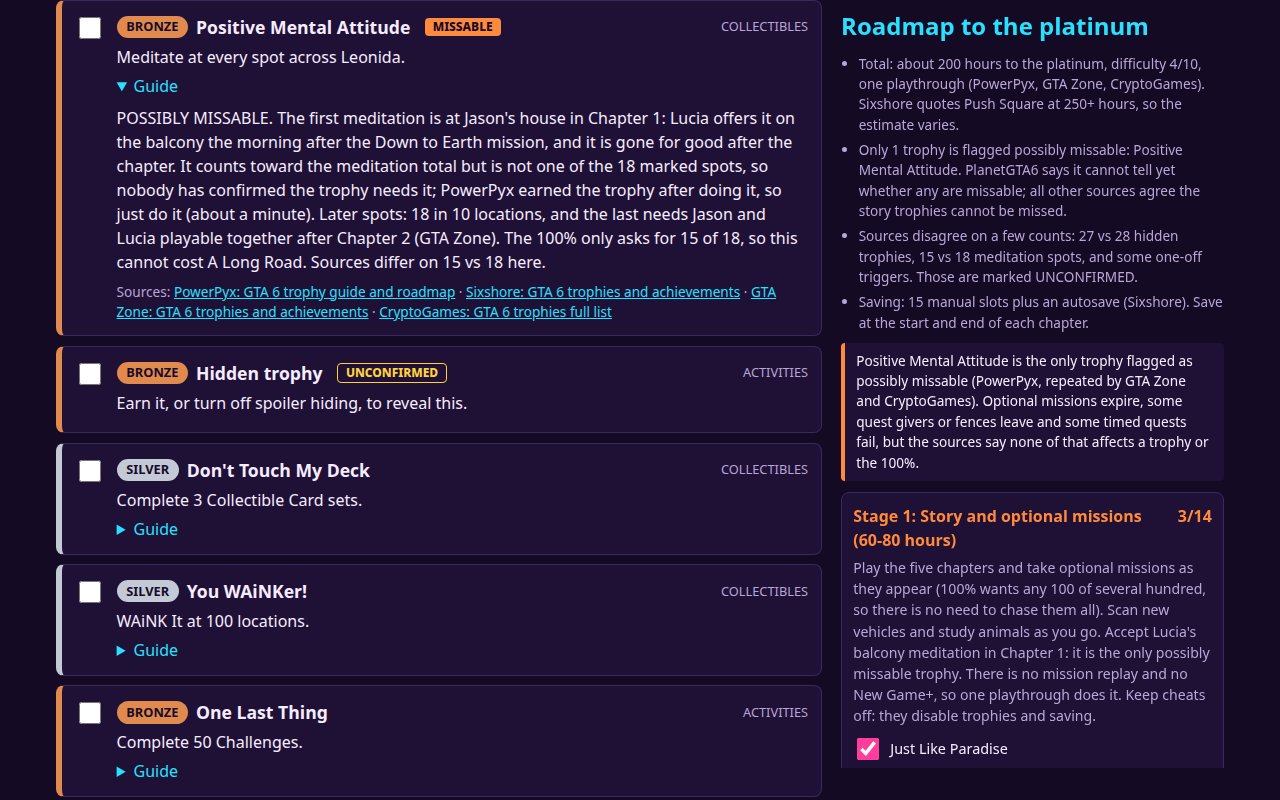 BRONZE Positive Mental Attitude MISSABLE COLLECTIBLES
Meditate at every spot across Leonida.
▼ Guide
POSSIBLY MISSABLE. The first meditation is at Jason's house in Chapter 1: Lucia offers it on
the balcony the morning after the Down to Earth mission, and it is gone for good after the
chapter. It counts toward the meditation total but is not one of the 18 marked spots, so
nobody has confirmed the trophy needs it; PowerPyx earned the trophy after doing it, so
just do it (about a minute). Later spots: 18 in 10 locations, and the last needs Jason and
Lucia playable together after Chapter 2 (GTA Zone). The 100% only asks for 15 of 18, so this
cannot cost A Long Road. Sources differ on 15 vs 18 here.
Sources: PowerPyx: GTA 6 trophy guide and roadmap · Sixshore: GTA 6 trophies and achievements · GTA
Zone: GTA 6 trophies and achievements · CryptoGames: GTA 6 trophies full list
BRONZE Hidden trophy UNCONFIRMED ACTIVITIES
Earn it, or turn off spoiler hiding, to reveal this.
SILVER Don't Touch My Deck COLLECTIBLES
Complete 3 Collectible Card sets.
▶ Guide
SILVER You WAiNKer! COLLECTIBLES
WAiNK It at 100 locations.
▶ Guide
BRONZE One Last Thing ACTIVITIES
Complete 50 Challenges.
▶ Guide
Roadmap to the platinum
• Total: about 200 hours to the platinum, difficulty 4/10,
one playthrough (PowerPyx, GTA Zone, CryptoGames).
Sixshore quotes Push Square at 250+ hours, so the
estimate varies.
• Only 1 trophy is flagged possibly missable: Positive
Mental Attitude. PlanetGTA6 says it cannot tell yet
whether any are missable; all other sources agree the
story trophies cannot be missed.
• Sources disagree on a few counts: 27 vs 28 hidden
trophies, 15 vs 18 meditation spots, and some one-off
triggers. Those are marked UNCONFIRMED.
• Saving: 15 manual slots plus an autosave (Sixshore). Save
at the start and end of each chapter.
Positive Mental Attitude is the only trophy flagged as
possibly missable (PowerPyx, repeated by GTA Zone
and CryptoGames). Optional missions expire, some
quest givers or fences leave and some timed quests
fail, but the sources say none of that affects a trophy or
the 100%.
Stage 1: Story and optional missions 3/14
(60-80 hours)
Play the five chapters and take optional missions as
they appear (100% wants any 100 of several hundred,
so there is no need to chase them all). Scan new
vehicles and study animals as you go. Accept Lucia's
balcony meditation in Chapter 1: it is the only possibly
missable trophy. There is no mission replay and no
New Game+, so one playthrough does it. Keep cheats
off: they disable trophies and saving.
Just Like Paradise